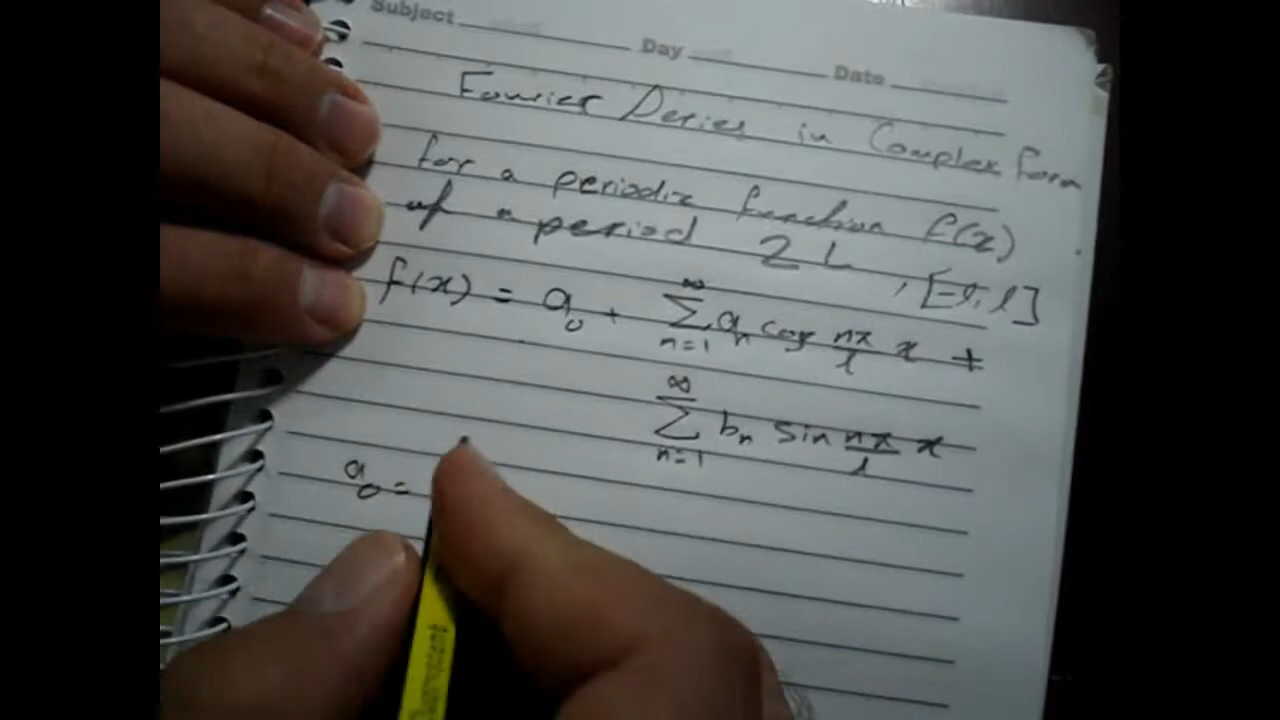 Subject Day Date
Fourier Series in Complex form
for a periodic function f(x)
of a period 2L , [-l, l]
f(x) = a₀ + ∑ₙ₌₁^∞ aₙ cos nπ/l x +
∑ₙ₌₁^∞ bₙ sin nπ/l x
a₀ =